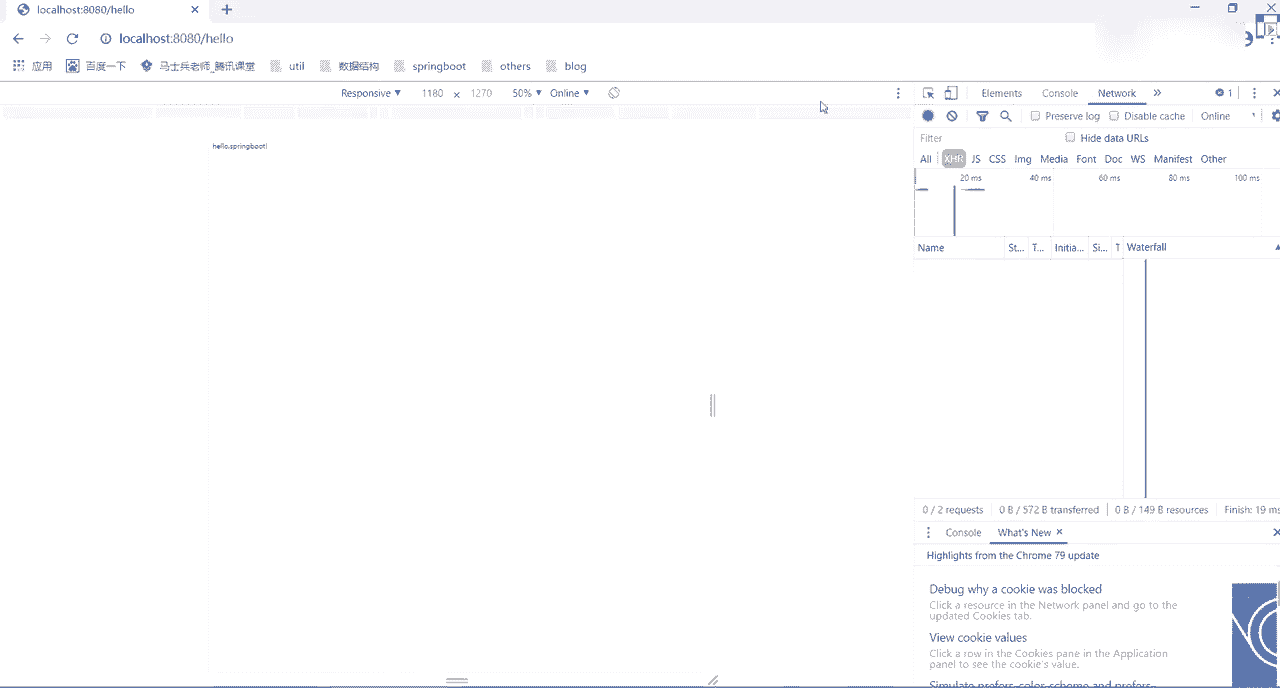 localhost:8080/hello
localhost:8080/hello
应用 百度一下 马士兵老师_腾讯课堂 util 数据结构 springboot others blog
Responsive 1180 × 1270 50% Online
Elements Console Network 1
Preserve log Disable cache Online
Filter Hide data URLs
All XHR JS CSS Img Media Font Doc WS Manifest Other
20 ms 40 ms 60 ms 80 ms 100 ms
hello,springboot!
Name St... T... Initia... Si... T Waterfall
0 / 2 requests 0 B / 572 B transferred 0 B / 149 B resources Finish: 19 ms
Console What's New
Highlights from the Chrome 79 update
Debug why a cookie was blocked
Click a resource in the Network panel and go to the
updated Cookies tab.
View cookie values
Click a row in the Cookies pane in the Application
panel to see the cookie's value.
Simulate prefers-color-scheme and prefers-